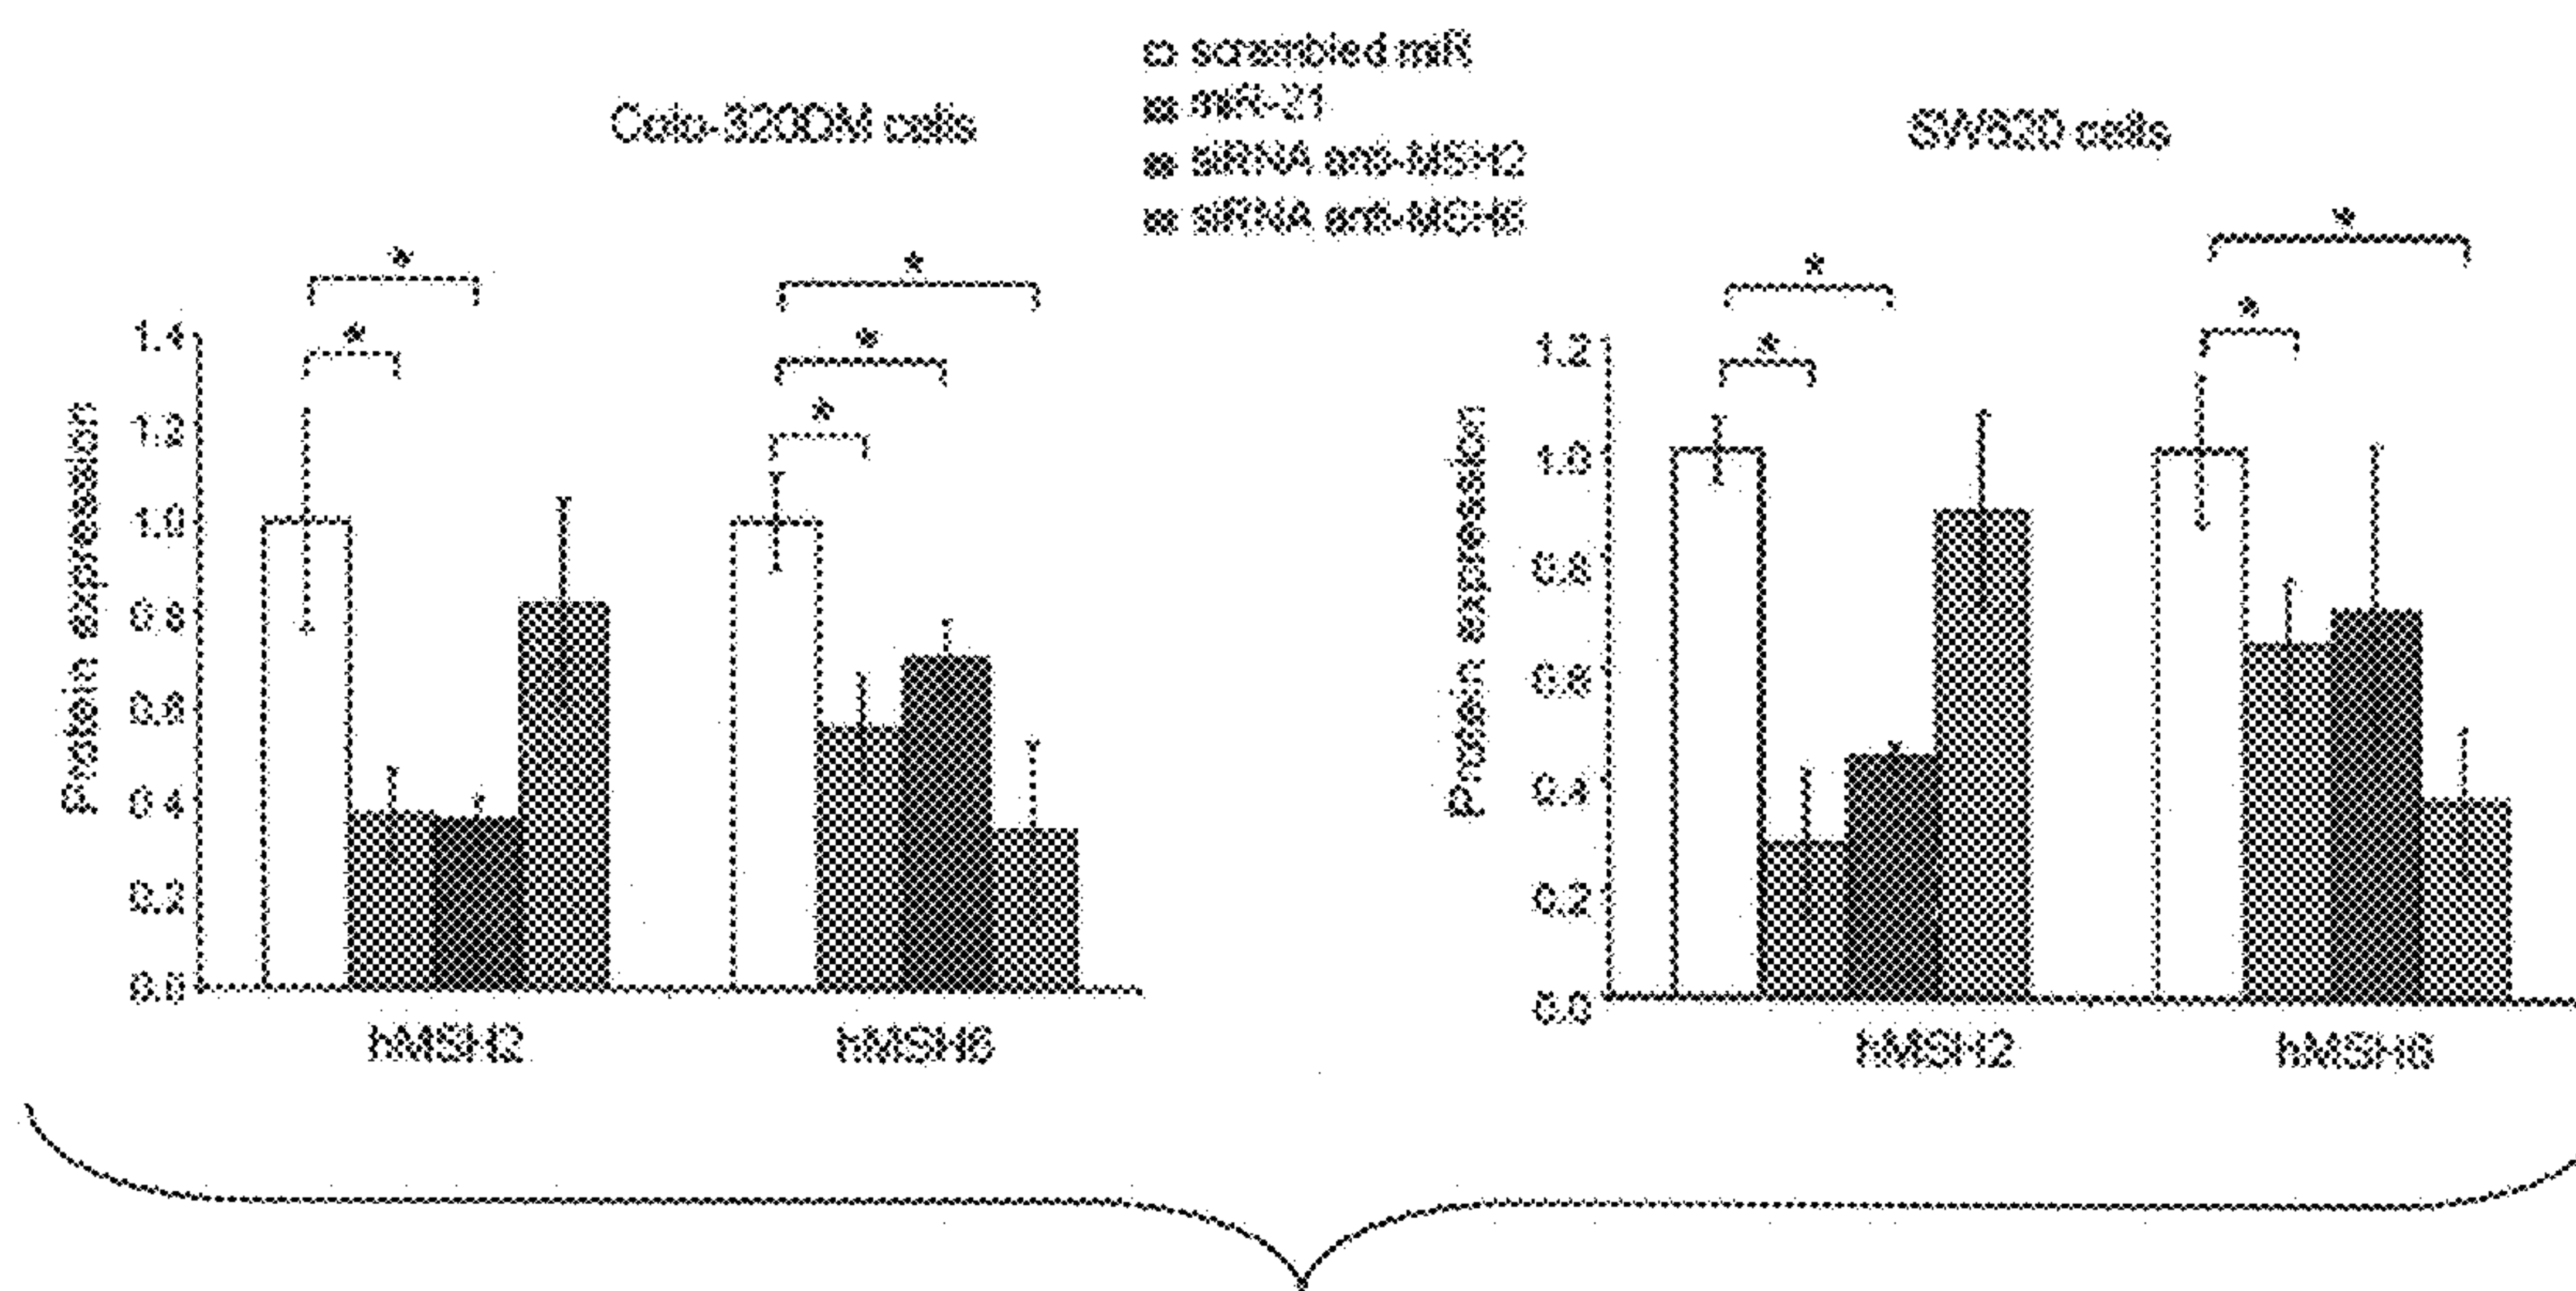 scrambled miR
miR-21
siRNA anti-MSH2
siRNA anti-MSH6
Colo-320DM cells
SW620 cells
*
*
*
*
*
Protein expression
1.4
1.2
1.0
0.8
0.6
0.4
0.2
0.0
hMSH2
hMSH6
*
*
*
*
Protein expression
1.2
1.0
0.8
0.6
0.4
0.2
0.0
hMSH2
hMSH6